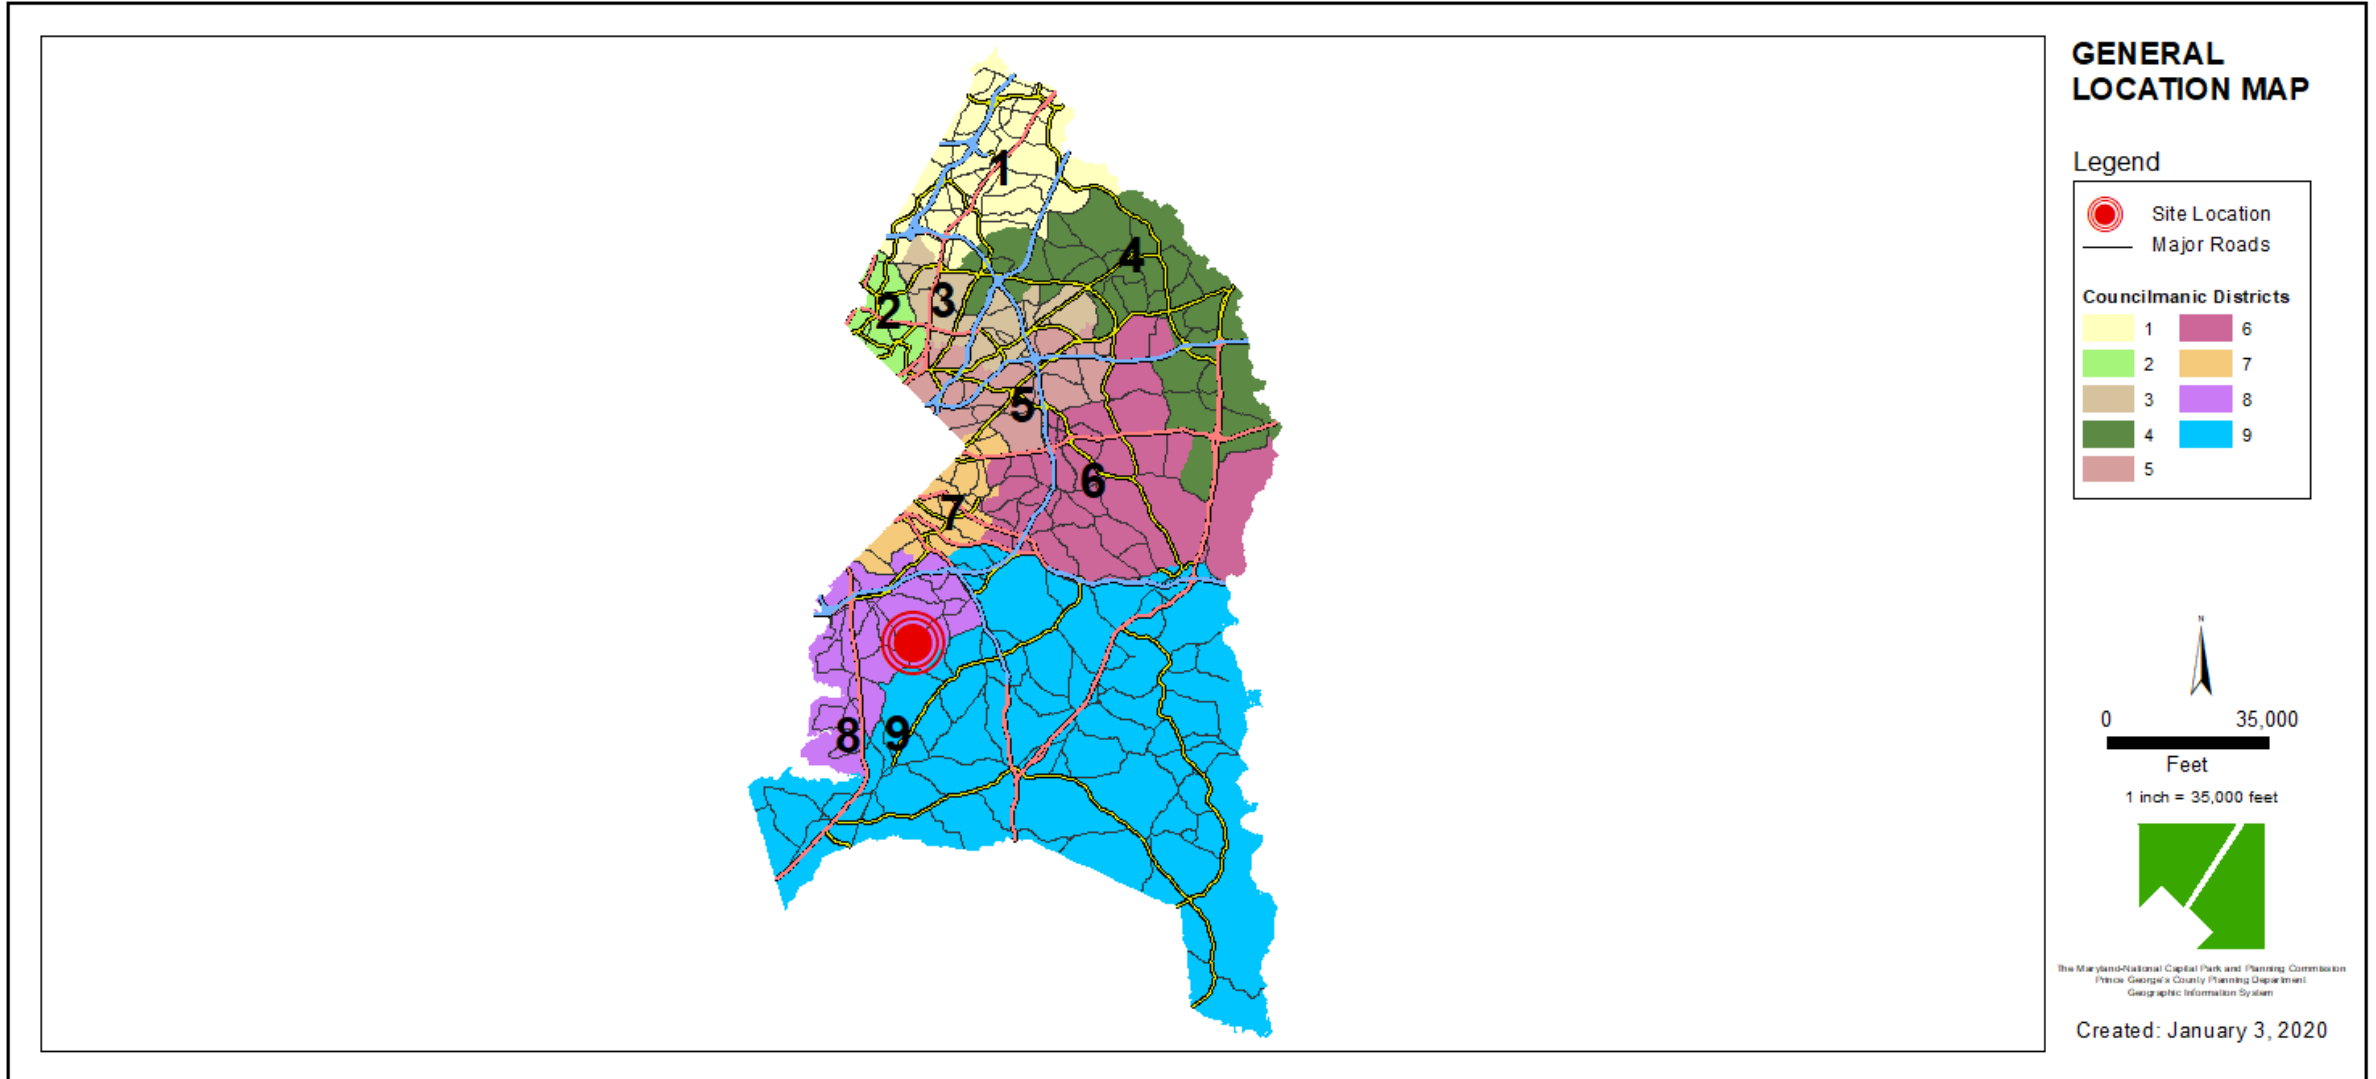 GENERAL
LOCATION MAP
Legend
Site Location
Major Roads
Councilmanic Districts
1 6
2 7
3 8
4 9
5
1
4
2
3
5
6
7
8
9
N
0 35,000
Feet
1 inch = 35,000 feet
The Maryland-National Capital Park and Planning Commission
Prince George's County Planning Department
Geographic Information System
Created: January 3, 2020